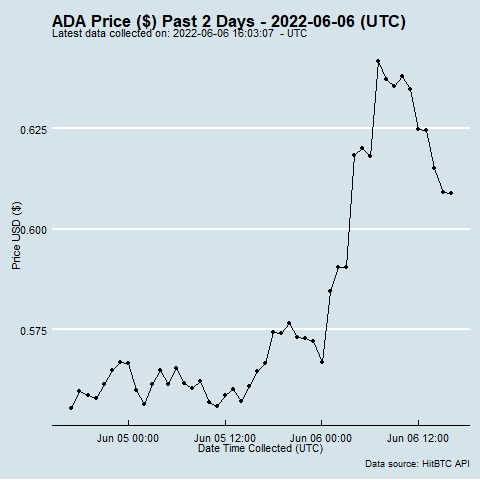 ADA Price ($) Past 2 Days - 2022-06-06 (UTC)
Latest data collected on: 2022-06-06 16:03:07  - UTC
0.625
0.600
0.575
Price USD ($)
Jun 05 00:00 Jun 05 12:00 Jun 06 00:00 Jun 06 12:00
Date Time Collected (UTC)
Data source: HitBTC API